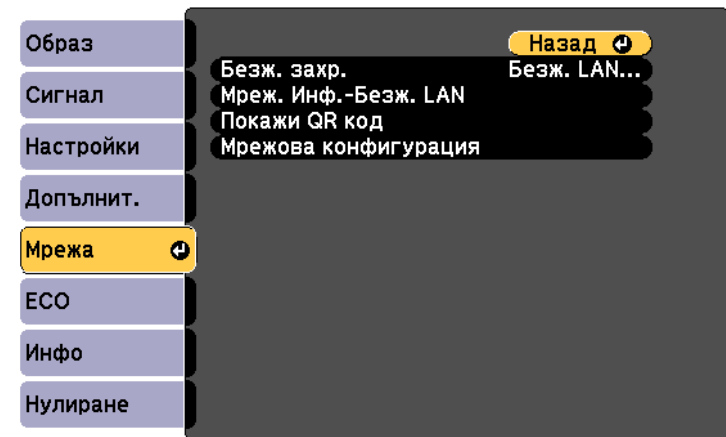 Образ
Сигнал
Настройки
Допълнит.
Мрежа
ECO
Инфо
Нулиране
Назад
Безж. захр. Безж. LAN...
Мреж. Инф.-Безж. LAN
Покажи QR код
Мрежова конфигурация